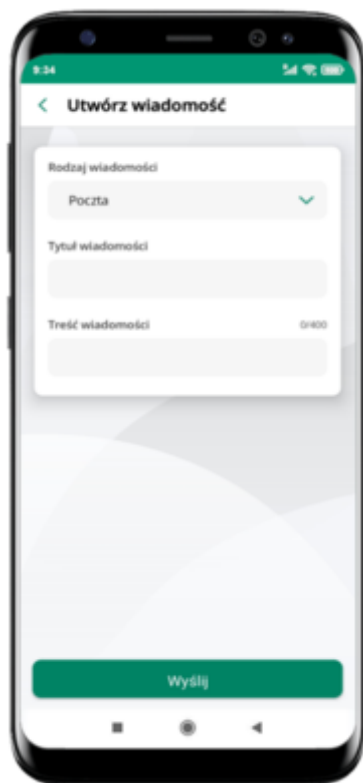 9:34
Utwórz wiadomość
Rodzaj wiadomości
Poczta
Tytuł wiadomości
Treść wiadomości 0/400
Wyślij